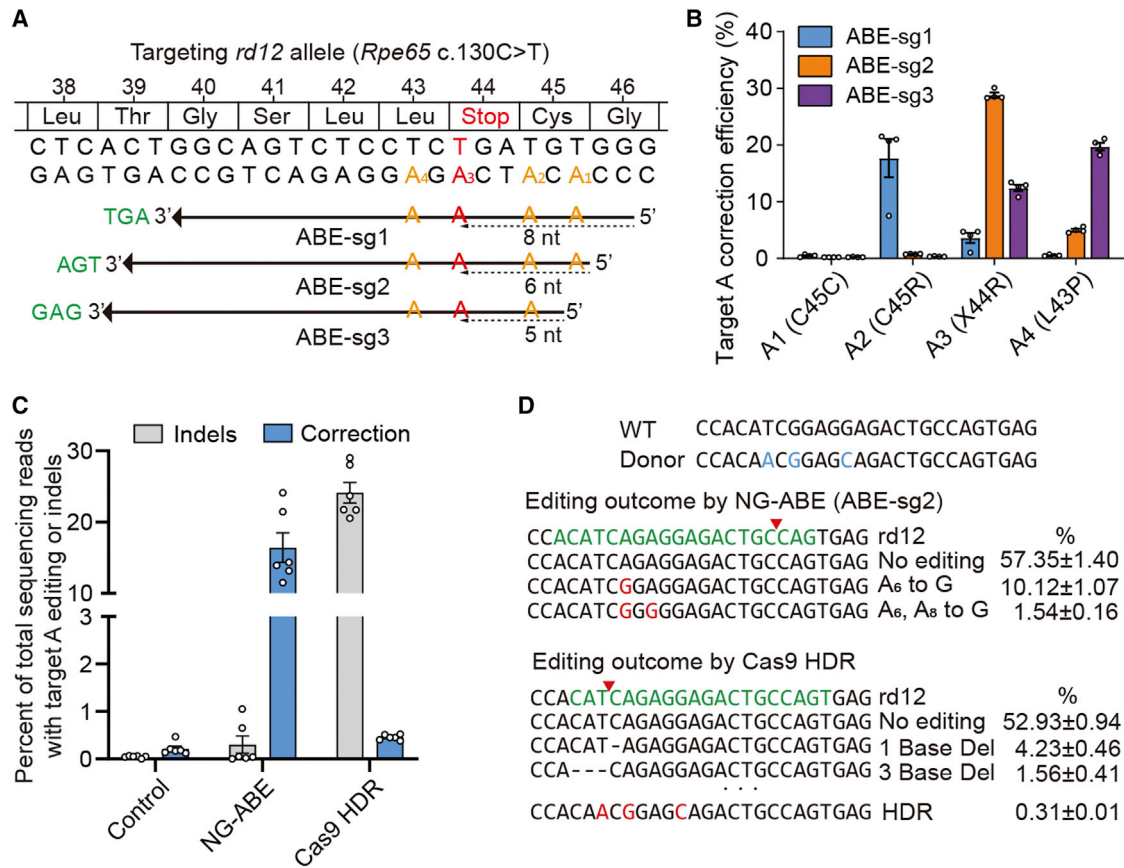 A
Targeting rd12 allele (Rpe65 c.130C>T)
38 39 40 41 42 43 43 44 45 46
Leu Thr Gly Ser Leu Leu Stop Cys Gly
CTCACTGGCAGTCTCCTCTGATGTGGG
GAGTGACCGTCAGAGGA4GA3CTA2CA1CCC
TGA 3’ A A A A 5’
ABE-sg1 8 nt
AGT 3’ A A A A 5’
ABE-sg2 6 nt
GAG 3’ A A A 5’
ABE-sg3 5 nt
B
Target A correction efficiency (%)
ABE-sg1
ABE-sg2
ABE-sg3
40
30
20
10
0
A1 (C45C) A2 (C45R) A3 (X44R) A4 (L43P)
C
Percent of total sequencing reads
with target A editing or indels
Indels Correction
30
20
10
3
2
1
0
Control NG-ABE Cas9 HDR
D
WT CCACATCGGAGGAGACTGCCAGTGAG
Donor CCACAACGGAGCAGACTGCCAGTGAG
Editing outcome by NG-ABE (ABE-sg2)
CCACATCAGAGGAGACTGCCAGTGAG rd12 %
CCACATCAGAGGAGACTGCCAGTGAG No editing 57.35±1.40
CCACATCGGAGGAGACTGCCAGTGAG A6 to G 10.12±1.07
CCACATCGGGGGAGACTGCCAGTGAG A6, A8 to G 1.54±0.16
Editing outcome by Cas9 HDR
CCACATCAGAGGAGACTGCCAGTGAG rd12 %
CCACATCAGAGGAGACTGCCAGTGAG No editing 52.93±0.94
CCACAT-AGAGGAGACTGCCAGTGAG 1 Base Del 4.23±0.46
CCA---CAGAGGAGACTGCCAGTGAG 3 Base Del 1.56±0.41
. . .
CCACAACGGAGCAGACTGCCAGTGAG HDR 0.31±0.01